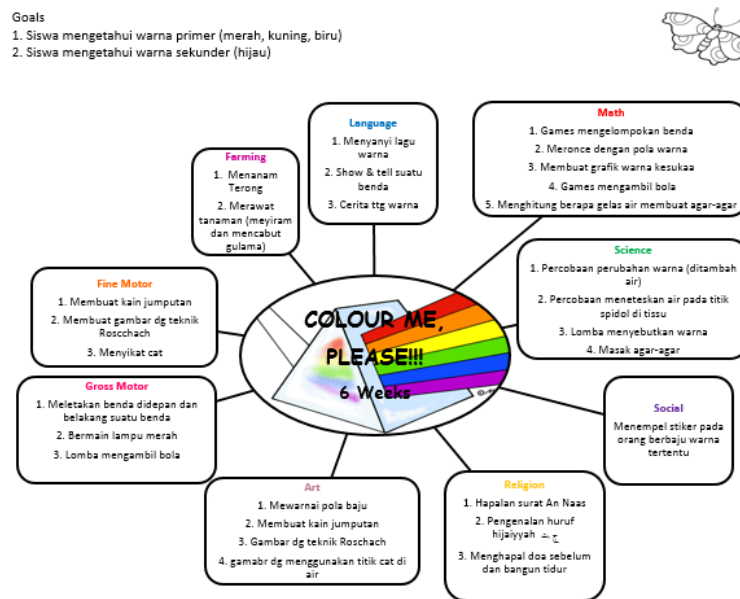 Goals
1. Siswa mengetahui warna primer (merah, kuning, biru)
2. Siswa mengetahui warna sekunder (hijau)
Language
1. Menyanyi lagu
warna
2. Show & tell suatu
benda
3. Cerita ttg warna
Math
1. Games mengelompokan benda
2. Meronce dengan pola warna
3. Membuat grafik warna kesukaa
4. Games mengambil bola
5. Menghitung berapa gelas air membuat agar-agar
Farming
1. Menanam
Terong
2. Merawat
tanaman (meyiram
dan mencabut
gulama)
Science
1. Percobaan perubahan warna (ditambah
air)
2. Percobaan meneteskan air pada titik
spidol di tissu
3. Lomba menyebutkan warna
4. Masak agar-agar
Fine Motor
1. Membuat kain jumputan
2. Membuat gambar dg teknik
Roscchach
3. Menyikat cat
COLOUR ME,
PLEASE!!!
6 Weeks
Gross Motor
1. Meletakan benda didepan dan
belakang suatu benda
2. Bermain lampu merah
3. Lomba mengambil bola
Social
Menempel stiker pada
orang berbaju warna
tertentu
Art
1. Mewarnai pola baju
2. Membuat kain jumputan
3. Gambar dg teknik Roschach
4. gamabr dg menggunakan titik cat di
air
Religion
1. Hapalan surat An Naas
2. Pengenalan huruf
hijaiyyah
3. Menghapal doa sebelum
dan bangun tidur